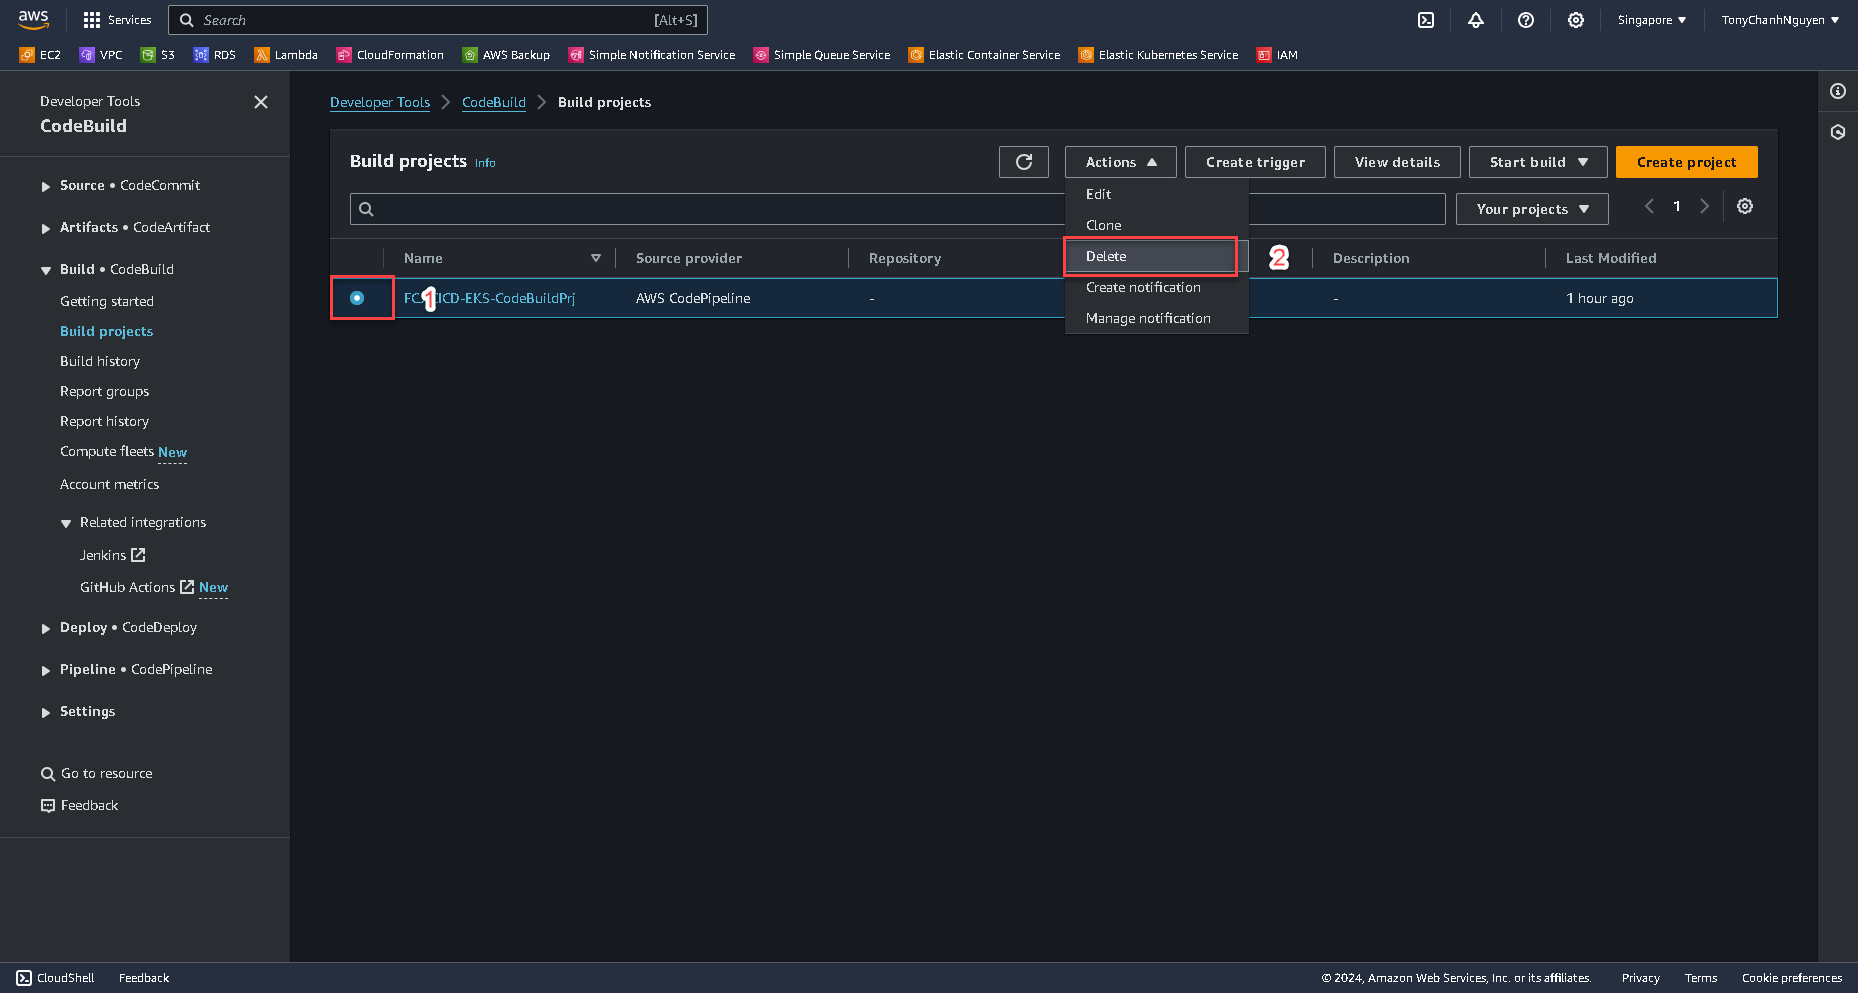 aws
Services
Search [Alt+S]
Singapore
TonyChanhNguyen
EC2 VPC S3 RDS Lambda CloudFormation AWS Backup Simple Notification Service Simple Queue Service Elastic Container Service Elastic Kubernetes Service IAM
Developer Tools
CodeBuild
Source • CodeCommit
Artifacts • CodeArtifact
Build • CodeBuild
Getting started
Build projects
Build history
Report groups
Report history
Compute fleets New
Account metrics
Related integrations
Jenkins
GitHub Actions New
Deploy • CodeDeploy
Pipeline • CodePipeline
Settings
Go to resource
Feedback
Developer Tools CodeBuild Build projects
Build projects Info
Actions Create trigger View details Start build Create project
Your projects 1
Edit
Clone
Delete
Create notification
Manage notification
2
Name Source provider Repository Description Last Modified
1
CICD-EKS-CodeBuildPrj AWS CodePipeline - - 1 hour ago
CloudShell Feedback © 2024, Amazon Web Services, Inc. or its affiliates. Privacy Terms Cookie preferences